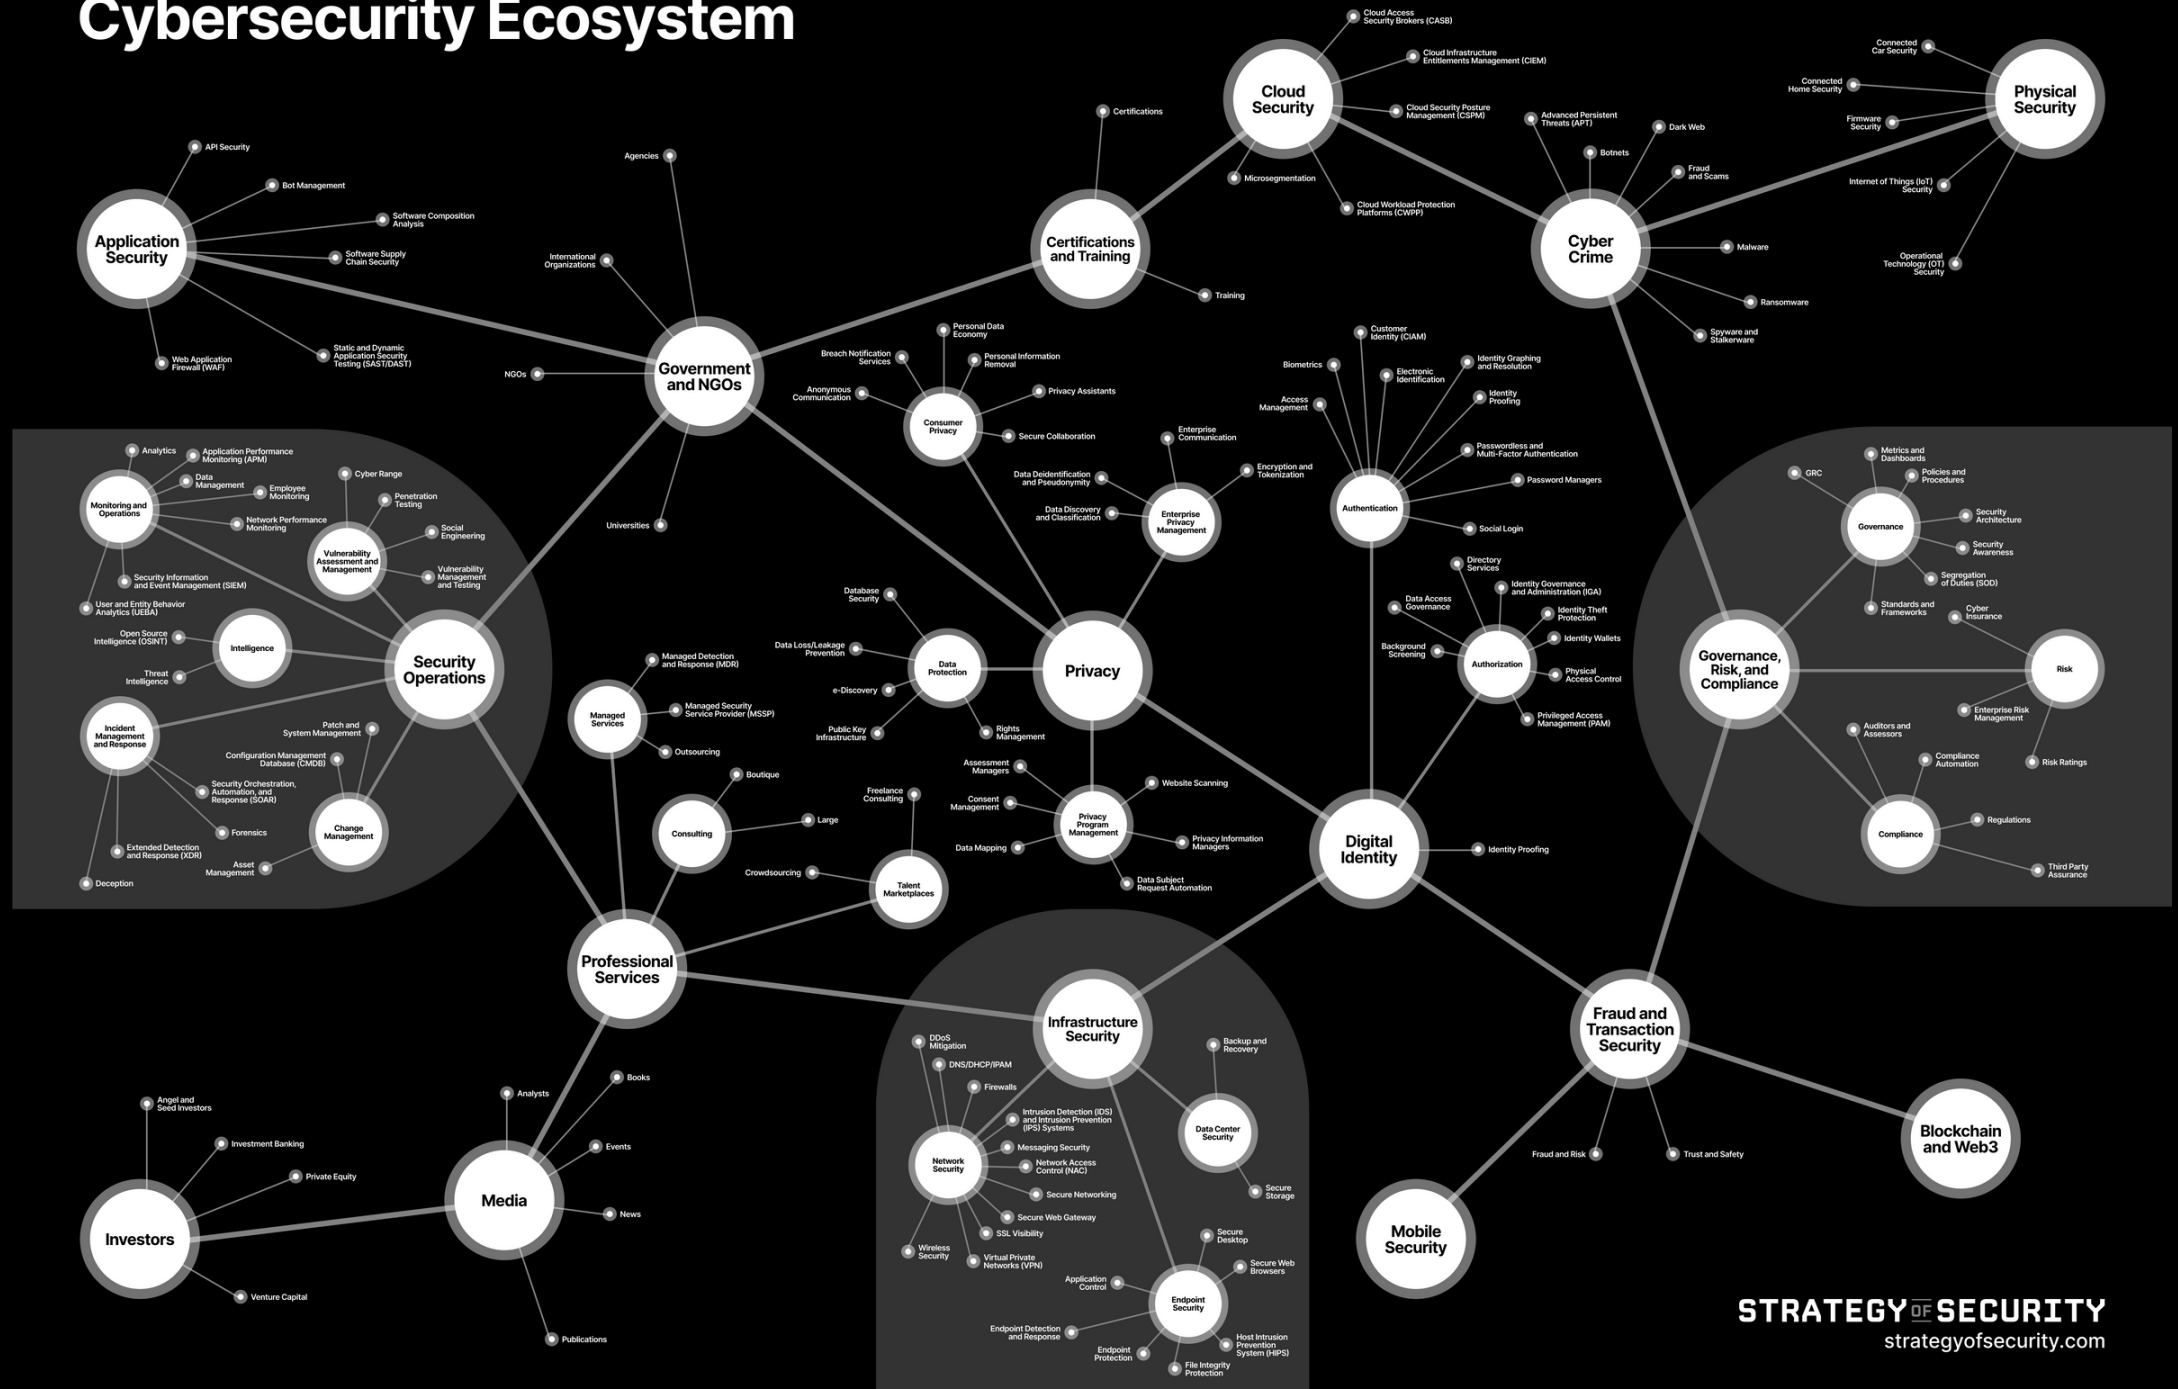 Cybersecurity Ecosystem
Cloud Access
Security Brokers (CASB)
Cloud Infrastructure
Entitlements Management (CIEM)
Cloud
Security
Cloud Security Posture
Management (CSPM)
Microsegmentation
Cloud Workload Protection
Platforms (CWPP)
Connected
Car Security
Connected
Home Security
Physical
Security
Firmware
Security
Internet of Things (IoT)
Security
Operational
Technology (OT)
Security
Advanced Persistent
Threats (APT)
Dark Web
Botnets
Fraud
and Scams
Cyber
Crime
Malware
Ransomware
Spyware and
Stalkerware
Certifications
Certifications
and Training
Training
API Security
Bot Management
Software Composition
Analysis
Application
Security
Software Supply
Chain Security
Static and Dynamic
Application Security
Testing (SAST/DAST)
Web Application
Firewall (WAF)
Agencies
International
Organizations
NGOs
Government
and NGOs
Universities
Personal Data
Economy
Breach Notification
Services
Personal Information
Removal
Anonymous
Communication
Privacy Assistants
Consumer
Privacy
Secure Collaboration
Enterprise
Communication
Data Deidentification
and Pseudonymity
Encryption and
Tokenization
Data Discovery
and Classification
Enterprise
Privacy
Management
Customer
Identity (CIAM)
Biometrics
Electronic
Identification
Identity Graphing
and Resolution
Access
Management
Identity
Proofing
Passwordless and
Multi-Factor Authentication
Password Managers
Authentication
Social Login
Directory
Services
Identity Governance
and Administration (IGA)
Data Access
Governance
Identity Theft
Protection
Background
Screening
Identity Wallets
Authorization
Physical
Access Control
Privileged Access
Management (PAM)
Metrics and
Dashboards
GRC
Policies and
Procedures
Governance
Security
Architecture
Security
Awareness
Segregation
of Duties (SOD)
Standards and
Frameworks
Cyber
Insurance
Governance,
Risk, and
Compliance
Risk
Enterprise Risk
Management
Risk Ratings
Auditors and
Assessors
Compliance
Automation
Regulations
Compliance
Third Party
Assurance
Analytics
Application Performance
Monitoring (APM)
Data
Management
Employee
Monitoring
Monitoring and
Operations
Network Performance
Monitoring
Security Information
and Event Management (SIEM)
User and Entity Behavior
Analytics (UEBA)
Cyber Range
Penetration
Testing
Social
Engineering
Vulnerability
Assessment and
Management
Vulnerability
Management
and Testing
Open Source
Intelligence (OSINT)
Intelligence
Threat
Intelligence
Security
Operations
Incident
Management
and Response
Patch and
System Management
Configuration Management
Database (CMDB)
Security Orchestration,
Automation, and
Response (SOAR)
Forensics
Extended Detection
and Response (XDR)
Change
Management
Asset
Management
Deception
Database
Security
Data Loss/Leakage
Prevention
Data
Protection
e-Discovery
Public Key
Infrastructure
Rights
Management
Privacy
Managed Detection
and Response (MDR)
Managed
Services
Managed Security
Service Provider (MSSP)
Outsourcing
Boutique
Consulting
Large
Freelance
Consulting
Crowdsourcing
Talent
Marketplaces
Assessment
Managers
Website Scanning
Consent
Management
Privacy
Program
Management
Data Mapping
Privacy Information
Managers
Data Subject
Request Automation
Digital
Identity
Identity Proofing
Professional
Services
Infrastructure
Security
Fraud and
Transaction
Security
DDoS
Mitigation
DNS/DHCP/IPAM
Firewalls
Intrusion Detection (IDS)
and Intrusion Prevention
(IPS) Systems
Messaging Security
Network
Security
Network Access
Control (NAC)
Secure Networking
Secure Web Gateway
SSL Visibility
Wireless
Security
Virtual Private
Networks (VPN)
Backup and
Recovery
Data Center
Security
Secure
Storage
Secure
Desktop
Secure Web
Browsers
Application
Control
Endpoint
Security
Endpoint Detection
and Response
Endpoint
Protection
Host Intrusion
Prevention
System (HIPS)
File Integrity
Protection
Fraud and Risk
Trust and Safety
Blockchain
and Web3
Mobile
Security
Books
Analysts
Events
Media
News
Publications
Angel and
Seed Investors
Investment Banking
Private Equity
Investors
Venture Capital
STRATEGY OF SECURITY
strategyofsecurity.com